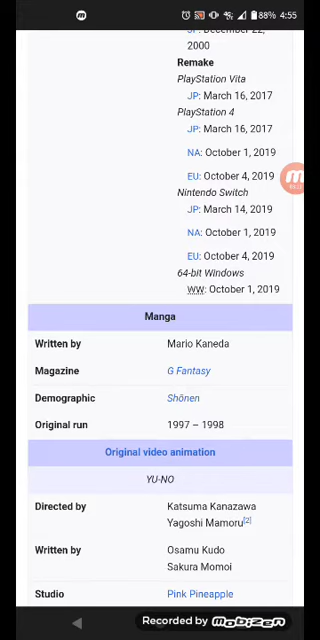 88% 4:55
JP: December 22,
2000
Remake
PlayStation Vita
JP: March 16, 2017
PlayStation 4
JP: March 16, 2017
NA: October 1, 2019
EU: October 4, 2019
Nintendo Switch
JP: March 14, 2019
NA: October 1, 2019
EU: October 4, 2019
64-bit Windows
WW: October 1, 2019
Manga
Written by Mario Kaneda
Magazine G Fantasy
Demographic Shōnen
Original run 1997 – 1998
Original video animation
YU-NO
Directed by Katsuma Kanazawa
Yagoshi Mamoru[2]
Written by Osamu Kudo
Sakura Momoi
Studio Pink Pineapple
Recorded by mobizen